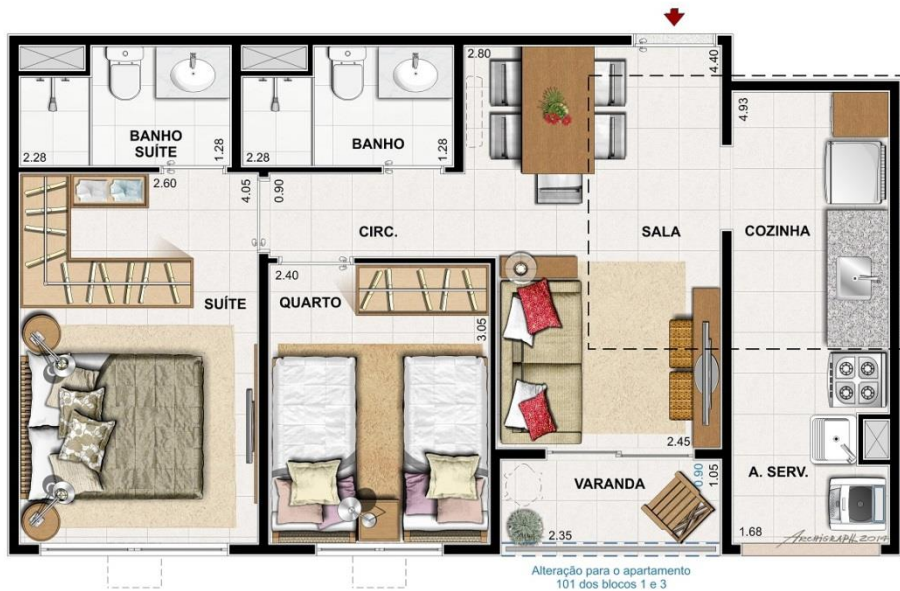 2.80
4.40
4.93
BANHO
SUÍTE
2.28
1.28
BANHO
2.28
1.28
2.60
4.05
0.90
CIRC.
SALA
COZINHA
2.40
SUÍTE
QUARTO
3.05
2.45
VARANDA
0.90
1.05
A. SERV.
2.35
1.68
ARCHIGRAPH 2014
Alteração para o apartamento
101 dos blocos 1 e 3